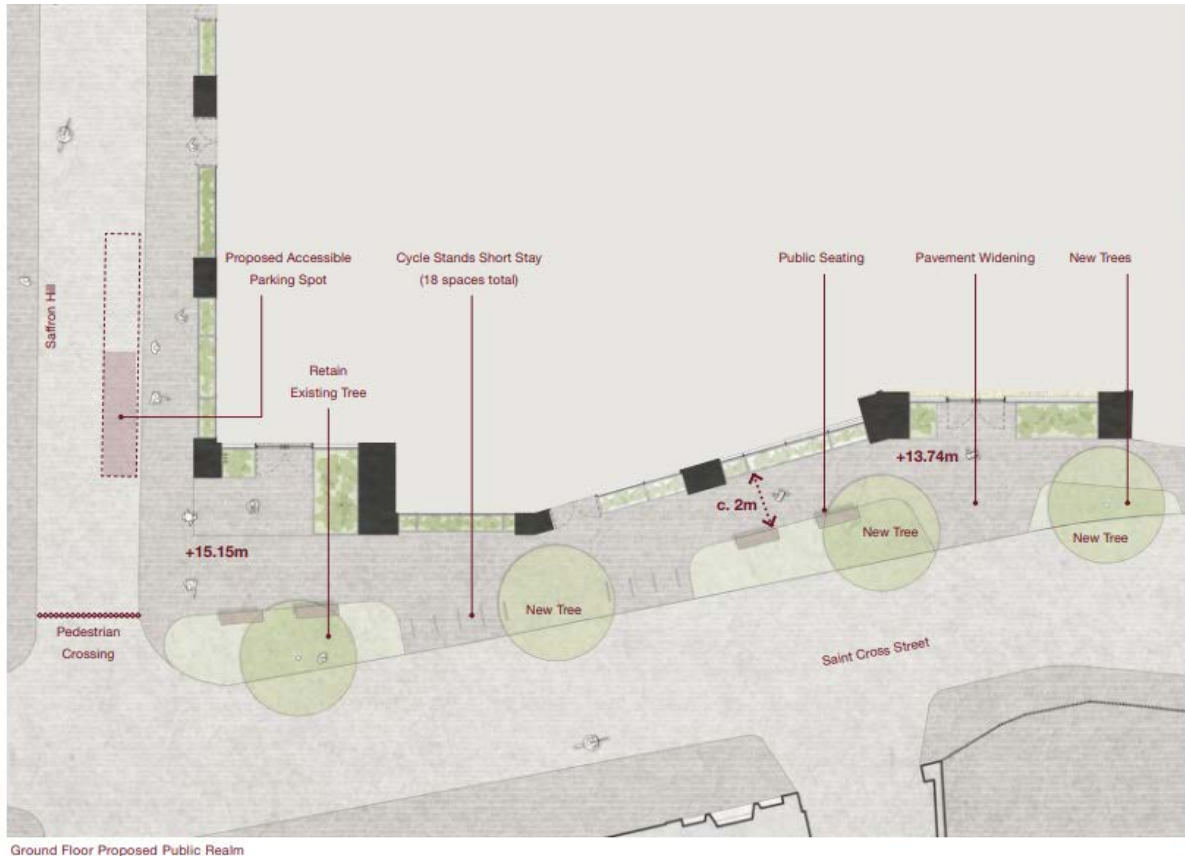 Proposed Accessible
Parking Spot
Cycle Stands Short Stay
(18 spaces total)
Public Seating
Pavement Widening
New Trees
Saffron Hill
Retain
Existing Tree
+13.74m
c. 2m
New Tree
New Tree
+15.15m
New Tree
Pedestrian
Crossing
Saint Cross Street
Ground Floor Proposed Public Realm